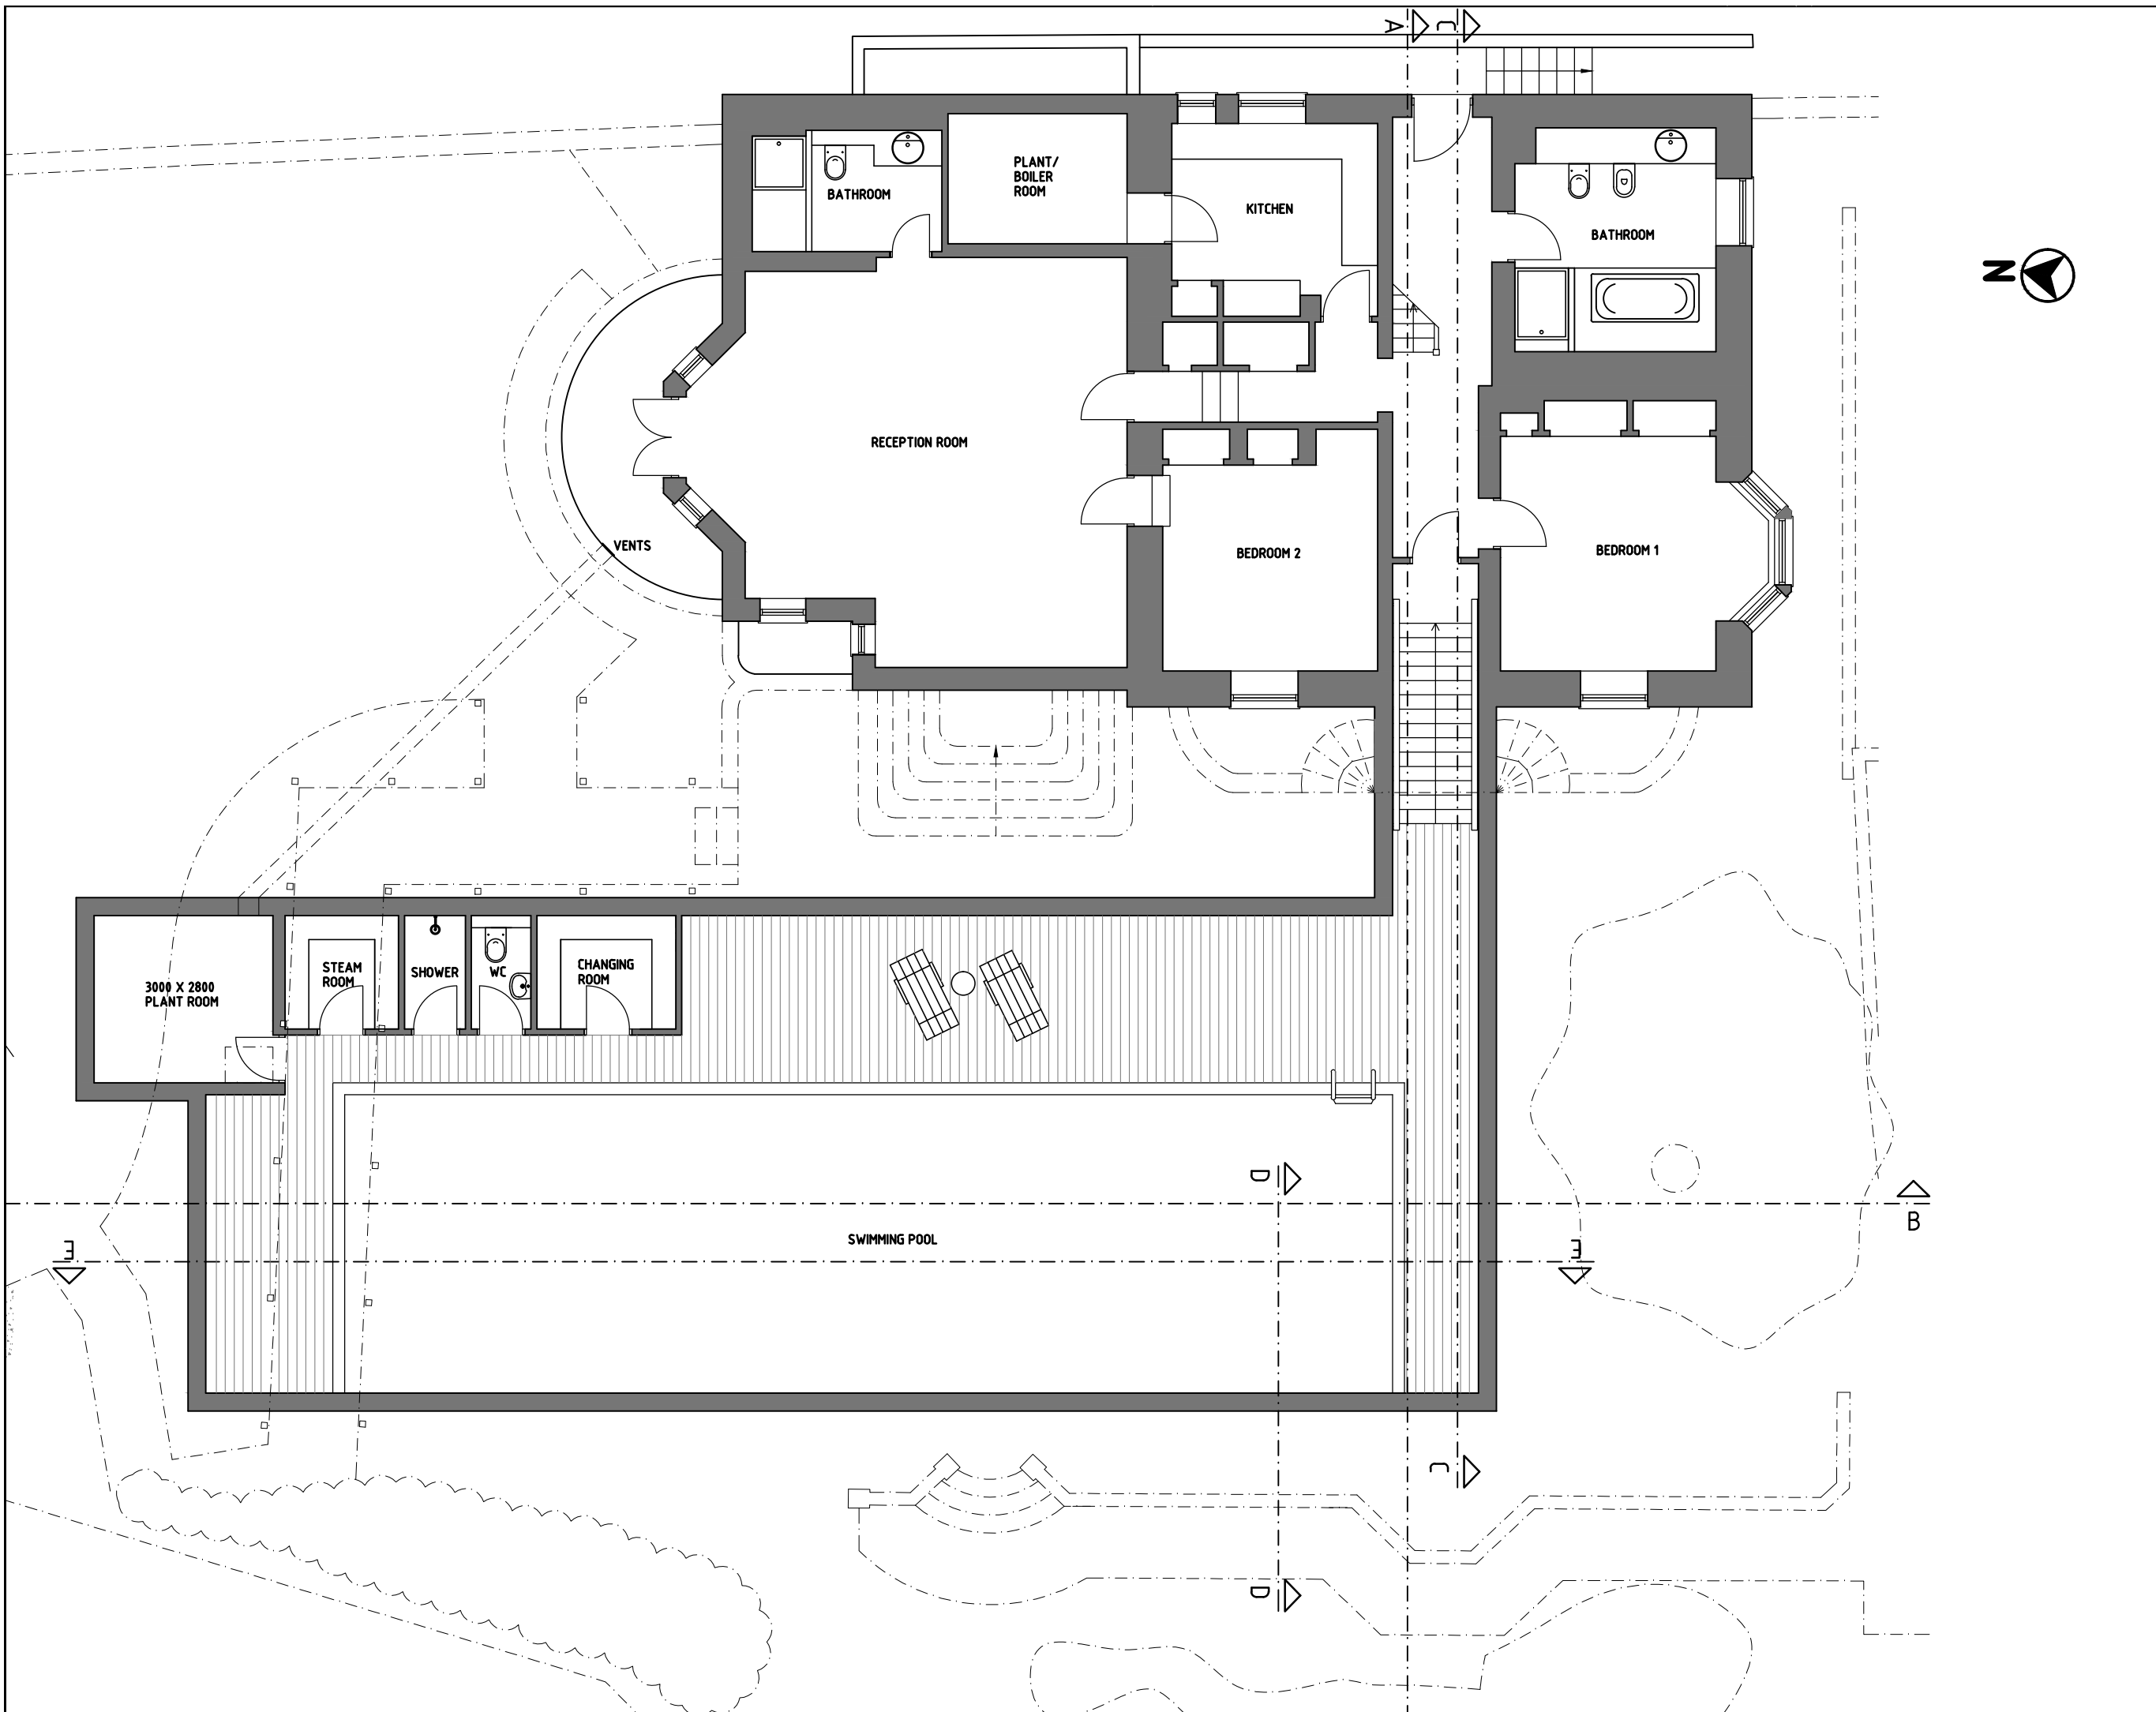 A
C
PLANT/
BOILER
ROOM
BATHROOM
KITCHEN
BATHROOM
N
RECEPTION ROOM
VENTS
BEDROOM 2
BEDROOM 1
STEAM
ROOM
SHOWER
WC
CHANGING
ROOM
3000 X 2800
PLANT ROOM
D
B
SWIMMING POOL
E
E
C
D